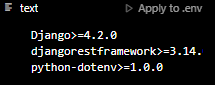 text
Apply to .env
Django>=4.2.0
djangorestframework>=3.14.
python-dotenv>=1.0.0